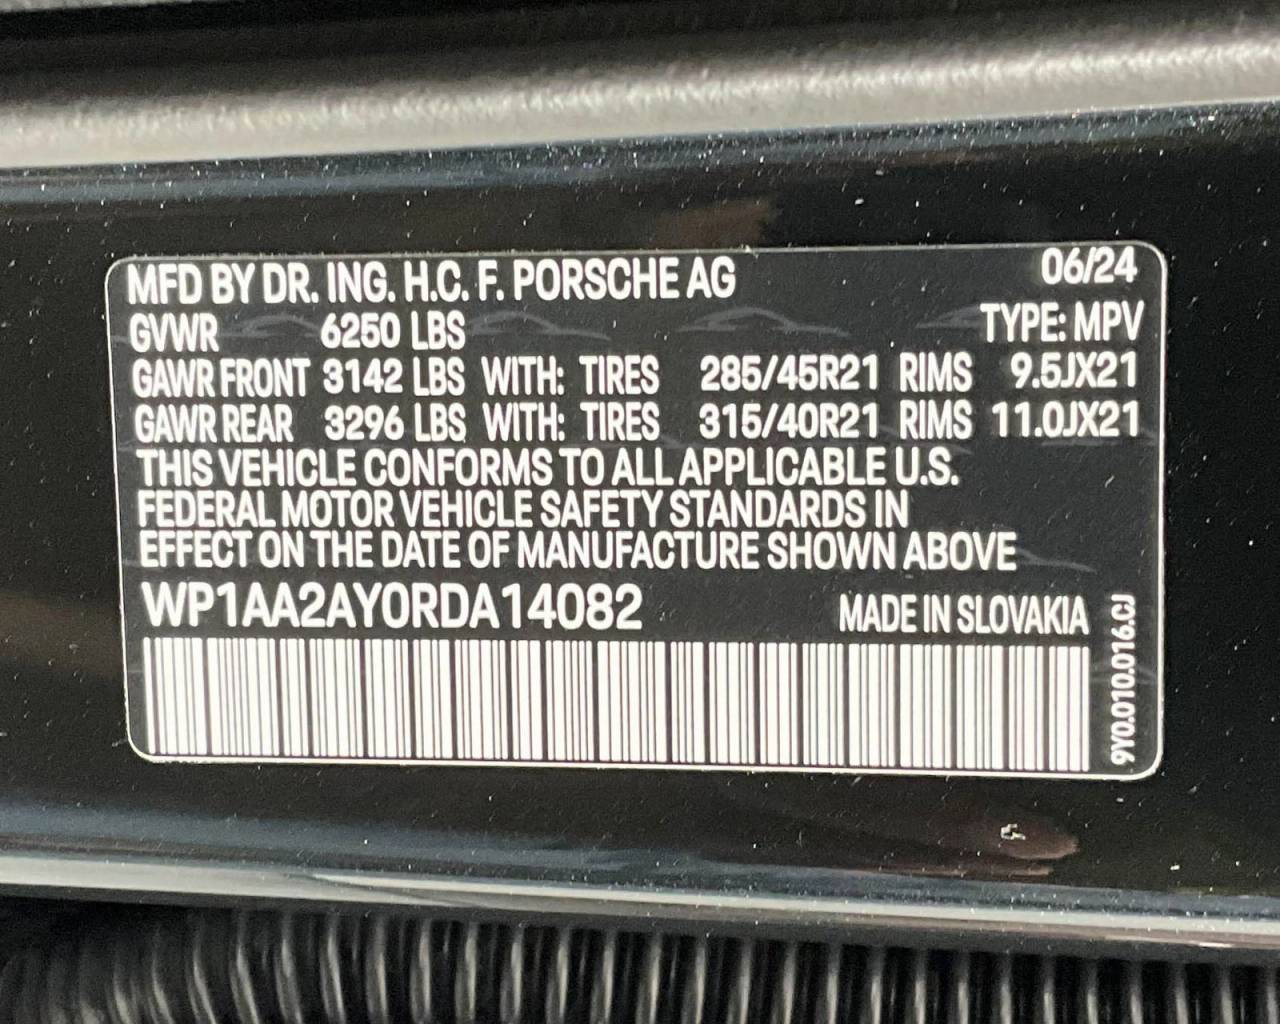 MFD BY DR. ING. H.C. F. PORSCHE AG 06/24
GVWR 6250 LBS TYPE: MPV
GAWR FRONT 3142 LBS WITH: TIRES 285/45R21 RIMS 9.5JX21
GAWR REAR 3296 LBS WITH: TIRES 315/40R21 RIMS 11.0JX21
THIS VEHICLE CONFORMS TO ALL APPLICABLE U.S.
FEDERAL MOTOR VEHICLE SAFETY STANDARDS IN
EFFECT ON THE DATE OF MANUFACTURE SHOWN ABOVE
WP1AA2AY0RDA14082 MADE IN SLOVAKIA
9Y0.010.016.CJ